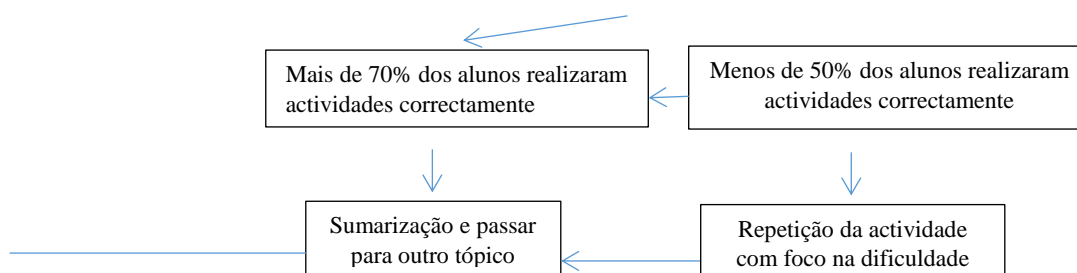 Mais de 70% dos alunos realizaram
actividades correctamente
Menos de 50% dos alunos realizaram
actividades correctamente
Sumarização e passar
para outro tópico
Repetição da actividade
com foco na dificuldade